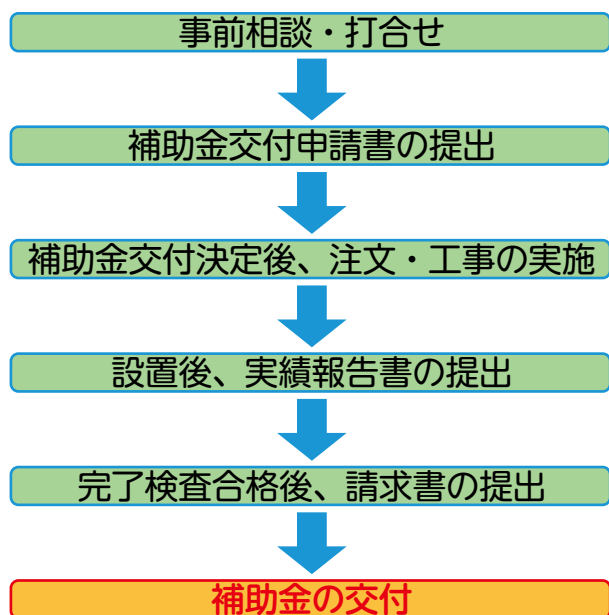 事前相談・打合せ
補助金交付申請書の提出
補助金交付決定後、注文・工事の実施
設置後、実績報告書の提出
完了検査合格後、請求書の提出
補助金の交付